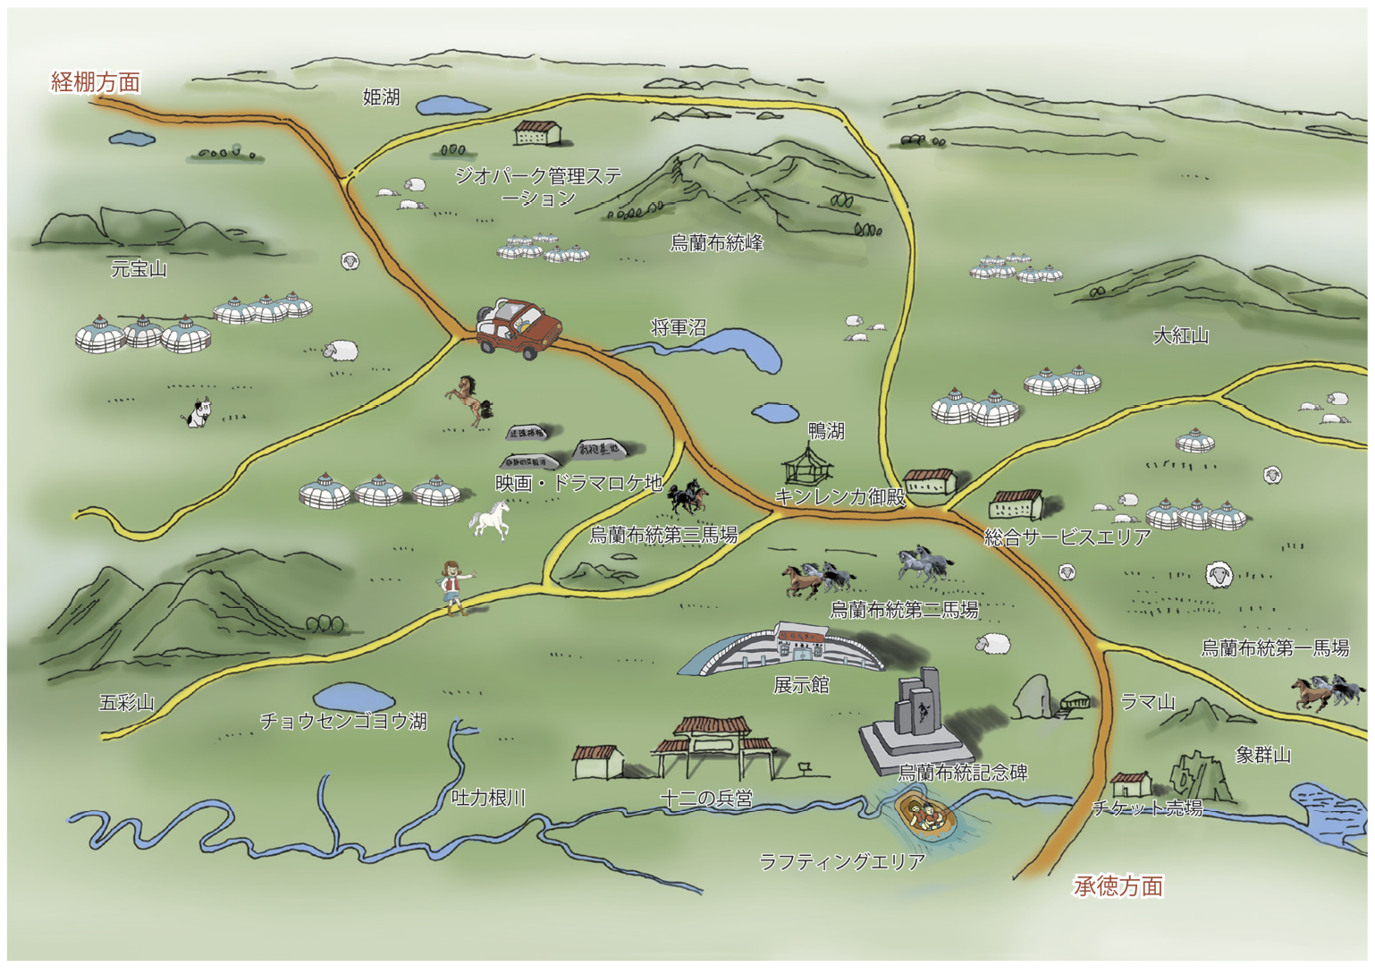 経棚方面
姫湖
ジオパーク管理ステ
ーション
烏蘭布統峰
元宝山
将軍沼
大紅山
鴨湖
映画・ドラマロケ地
キンレンカ御殿
烏蘭布統第三馬場
総合サービスエリア
烏蘭布統第二馬場
烏蘭布統第一馬場
展示館
五彩山
ラマ山
チョウセンゴヨウ湖
象群山
烏蘭布統記念碑
吐力根川
十二の兵営
チケット売場
ラフティングエリア
承徳方面